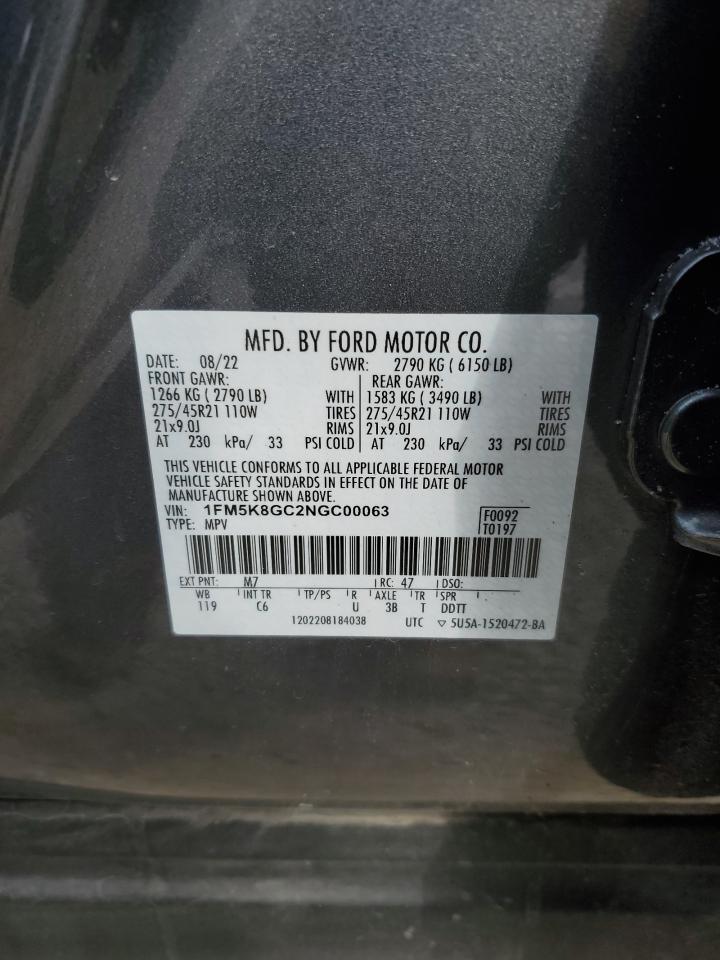 MFD. BY FORD MOTOR CO.
DATE: 08/22 GVWR: 2790 KG ( 6150 LB)
FRONT GAWR: REAR GAWR:
1266 KG ( 2790 LB) WITH 1583 KG ( 3490 LB) WITH
275/45R21 110W TIRES 275/45R21 110W TIRES
21x9.0J RIMS 21x9.0J RIMS
AT 230 kPa/ 33 PSI COLD AT 230 kPa/ 33 PSI COLD
THIS VEHICLE CONFORMS TO ALL APPLICABLE FEDERAL MOTOR
VEHICLE SAFETY STANDARDS IN EFFECT ON THE DATE OF
MANUFACTURE SHOWN ABOVE.
VIN: 1FM5K8GC2NGC00063 F0092
TYPE: MPV T0197
EXT PNT: M7 RC: 47 DSO:
WB INT TR TP/PS R AXLE TR SPR
119 C6 U 3B T DDTT
1202208184038 UTC ▽ 5U5A-1520472-BA